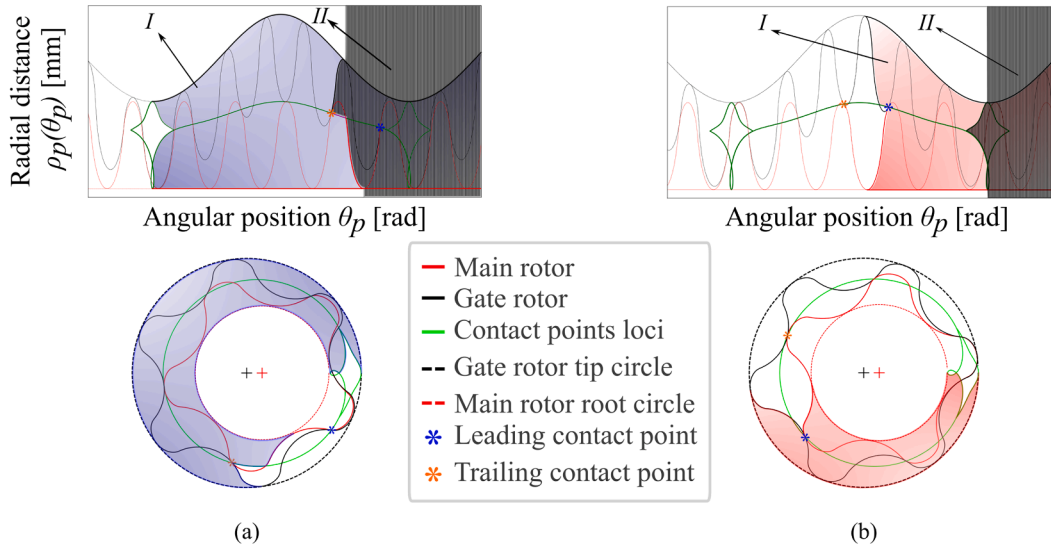 I
II
I
II
Radial distance
ρp(θp) [mm]
Angular position θp [rad]
Angular position θp [rad]
Main rotor
Gate rotor
Contact points loci
Gate rotor tip circle
Main rotor root circle
Leading contact point
Trailing contact point
(a)
(b)